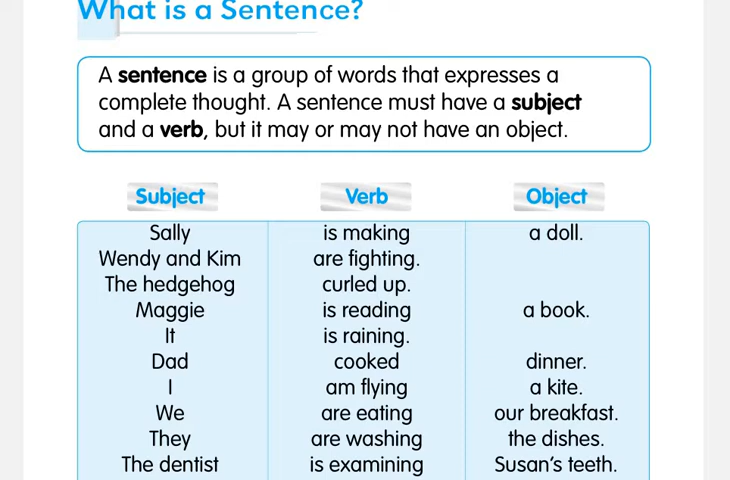 What is a Sentence?
A sentence is a group of words that expresses a
complete thought. A sentence must have a subject
and a verb, but it may or may not have an object.
Subject Verb Object
Sally is making a doll.
Wendy and Kim are fighting.
The hedgehog curled up.
Maggie is reading a book.
It is raining.
Dad cooked dinner.
I am flying a kite.
We are eating our breakfast.
They are washing the dishes.
The dentist is examining Susan's teeth.